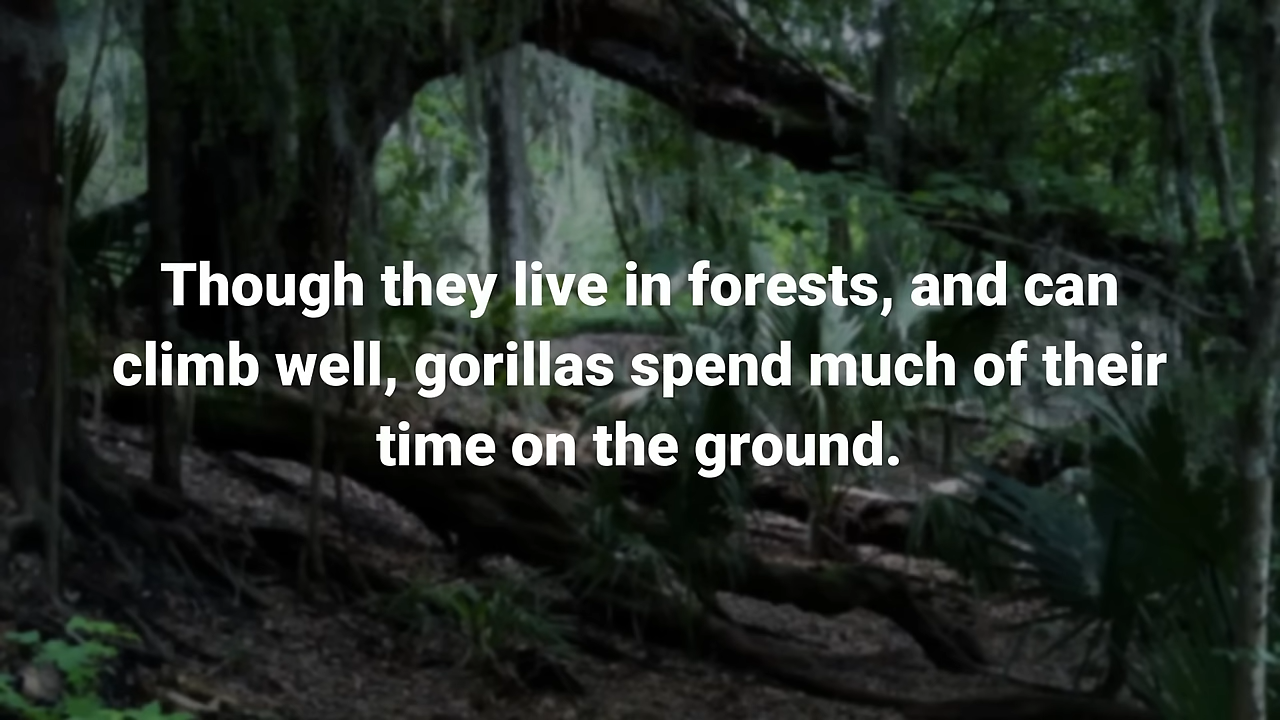 Though they live in forests, and can
climb well, gorillas spend much of their
time on the ground.